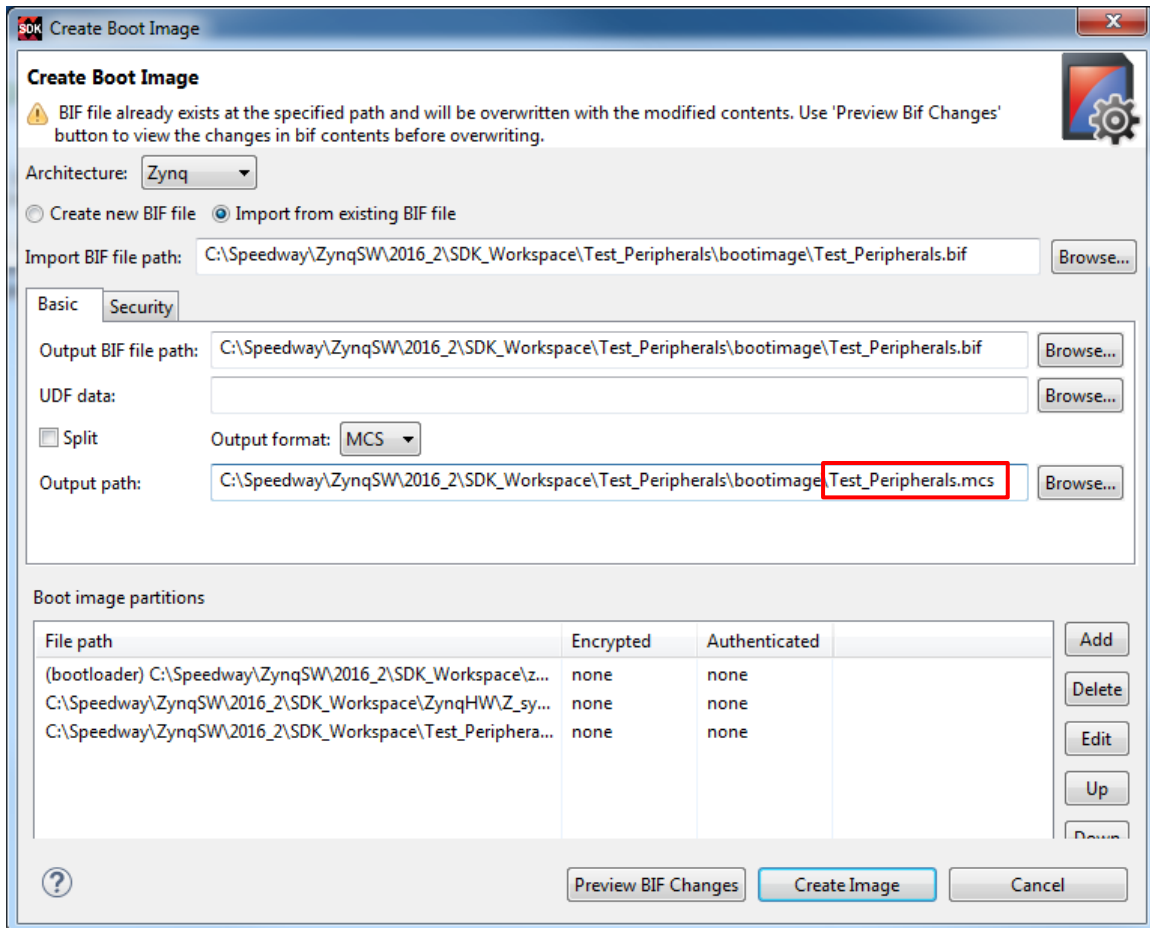 SDK Create Boot Image
Create Boot Image
BIF file already exists at the specified path and will be overwritten with the modified contents. Use 'Preview Bif Changes'
button to view the changes in bif contents before overwriting.
Architecture: Zynq
Create new BIF file Import from existing BIF file
Import BIF file path: C:\Speedway\ZynqSW\2016_2\SDK_Workspace\Test_Peripherals\bootimage\Test_Peripherals.bif Browse...
Basic Security
Output BIF file path: C:\Speedway\ZynqSW\2016_2\SDK_Workspace\Test_Peripherals\bootimage\Test_Peripherals.bif Browse...
UDF data: Browse...
Split Output format: MCS
Output path: C:\Speedway\ZynqSW\2016_2\SDK_Workspace\Test_Peripherals\bootimage\Test_Peripherals.mcs Browse...
Boot image partitions
File path Encrypted Authenticated Add
(bootloader) C:\Speedway\ZynqSW\2016_2\SDK_Workspace\z... none none
C:\Speedway\ZynqSW\2016_2\SDK_Workspace\ZynqHW\Z_sy... none none Delete
C:\Speedway\ZynqSW\2016_2\SDK_Workspace\Test_Periphera... none none Edit
Up
Down
? Preview BIF Changes Create Image Cancel